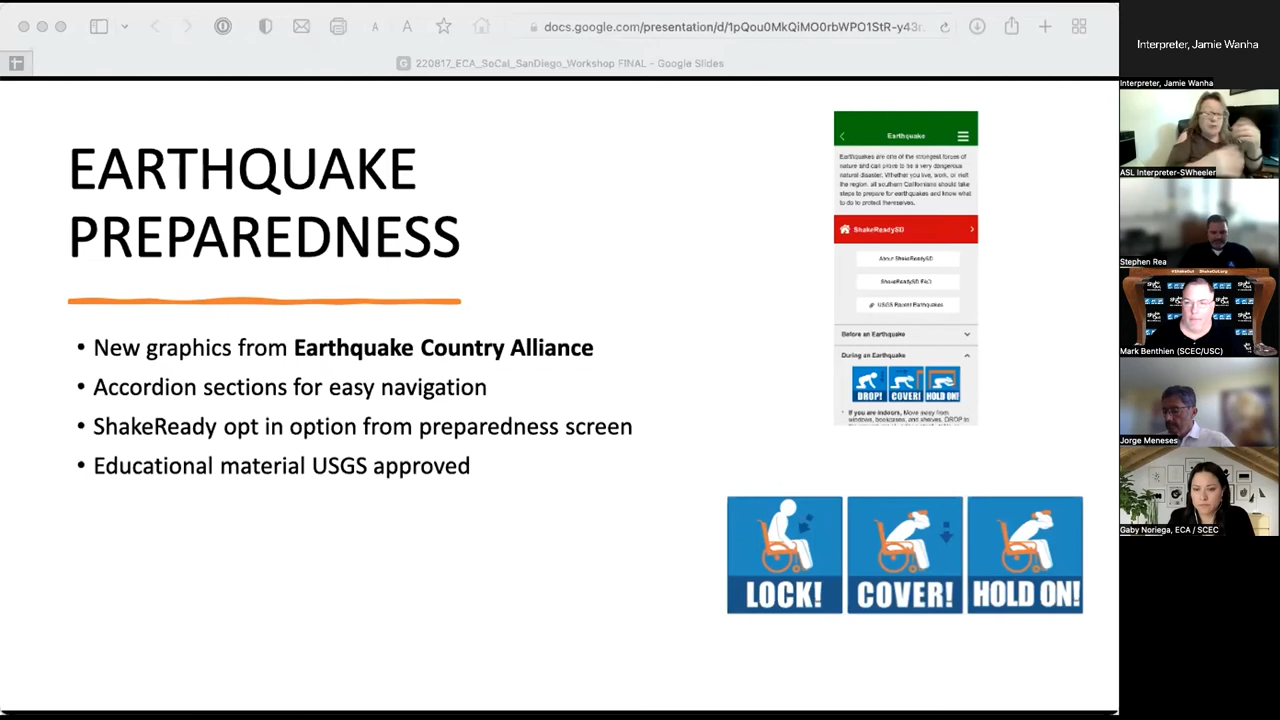 docs.google.com/presentation/d/1pQou0MkQiMO0rbWPO1StR-y43r
220817_ECA_SoCal_SanDiego_Workshop FINAL – Google Slides
EARTHQUAKE
PREPAREDNESS
• New graphics from Earthquake Country Alliance
• Accordion sections for easy navigation
• ShakeReady opt in option from preparedness screen
• Educational material USGS approved
Earthquake
Earthquakes are one of the strongest forces of
nature and can prove to be a very dangerous
natural disaster. Whether you live, work, or visit
the region, all southern Californians should take
steps to prepare for earthquakes and know what
to do to protect themselves.
ShakeReadySD
About ShakeReadySD
ShakeReadySD FAQ
USGS Recent Earthquakes
Before an Earthquake
During an Earthquake
DROP! COVER! HOLD ON!
• If you are indoors, Move away from
windows, bookcases, and shelves. DROP to
LOCK! COVER! HOLD ON!
Interpreter, Jamie Wanha
Interpreter, Jamie Wanha
ASL Interpreter-SWheeler
Stephen Rea
#ShakeOut ShakeOut.org
Mark Benthien (SCEC/USC)
Jorge Meneses
Gaby Noriega, ECA / SCEC